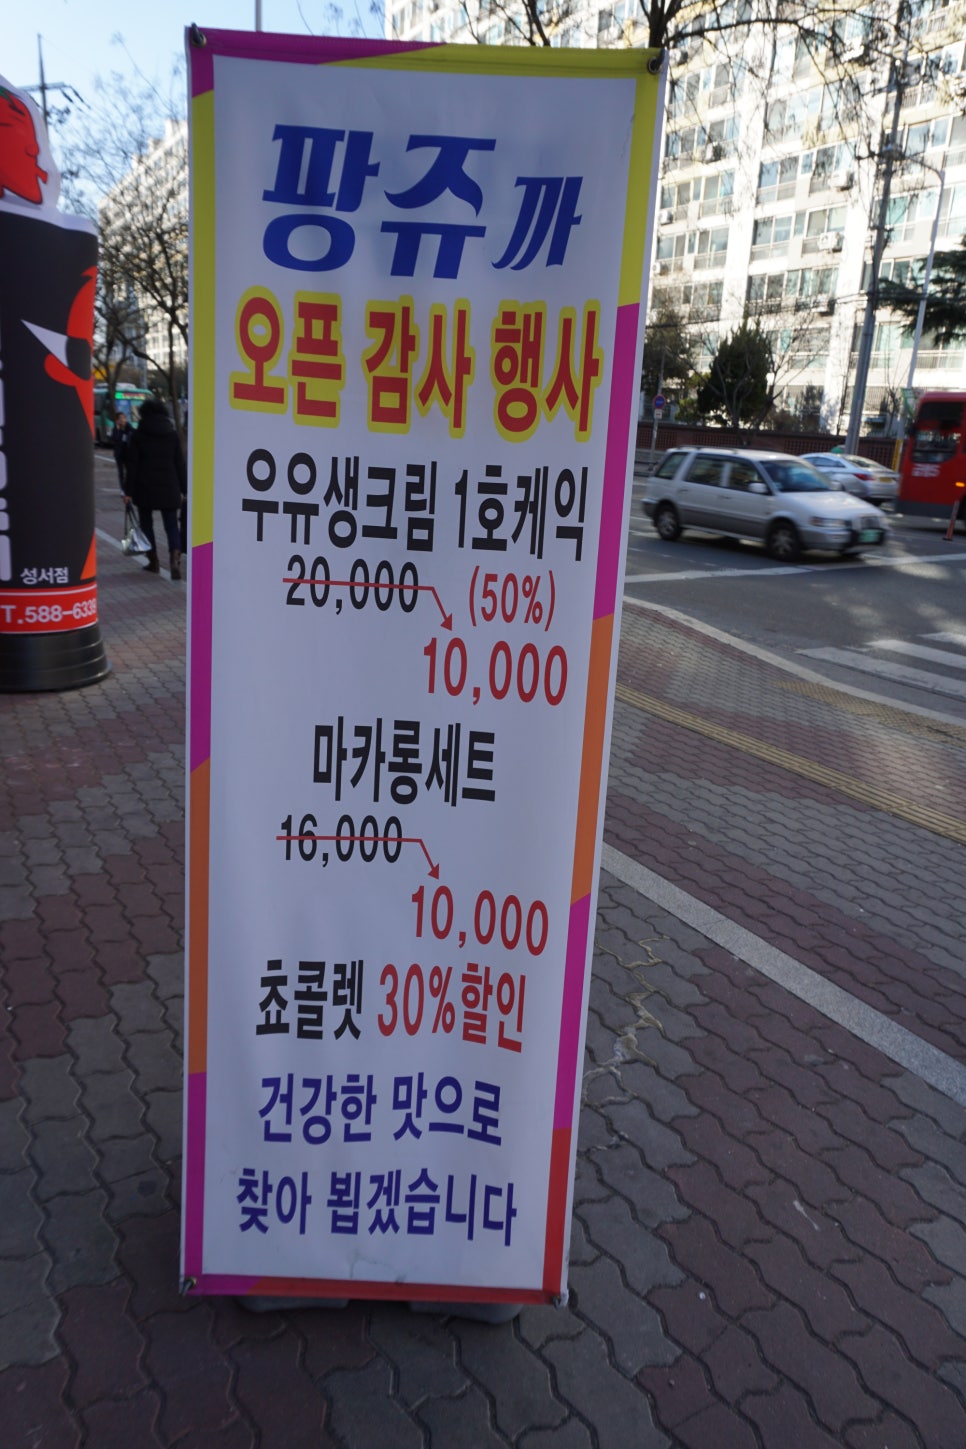 팡쥬까
오픈 감사 행사
우유생크림 1호케익
20,000 (50%)
10,000
마카롱세트
16,000
10,000
쵸콜렛 30%할인
건강한 맛으로
찾아 뵙겠습니다
성서점
T.588-6339